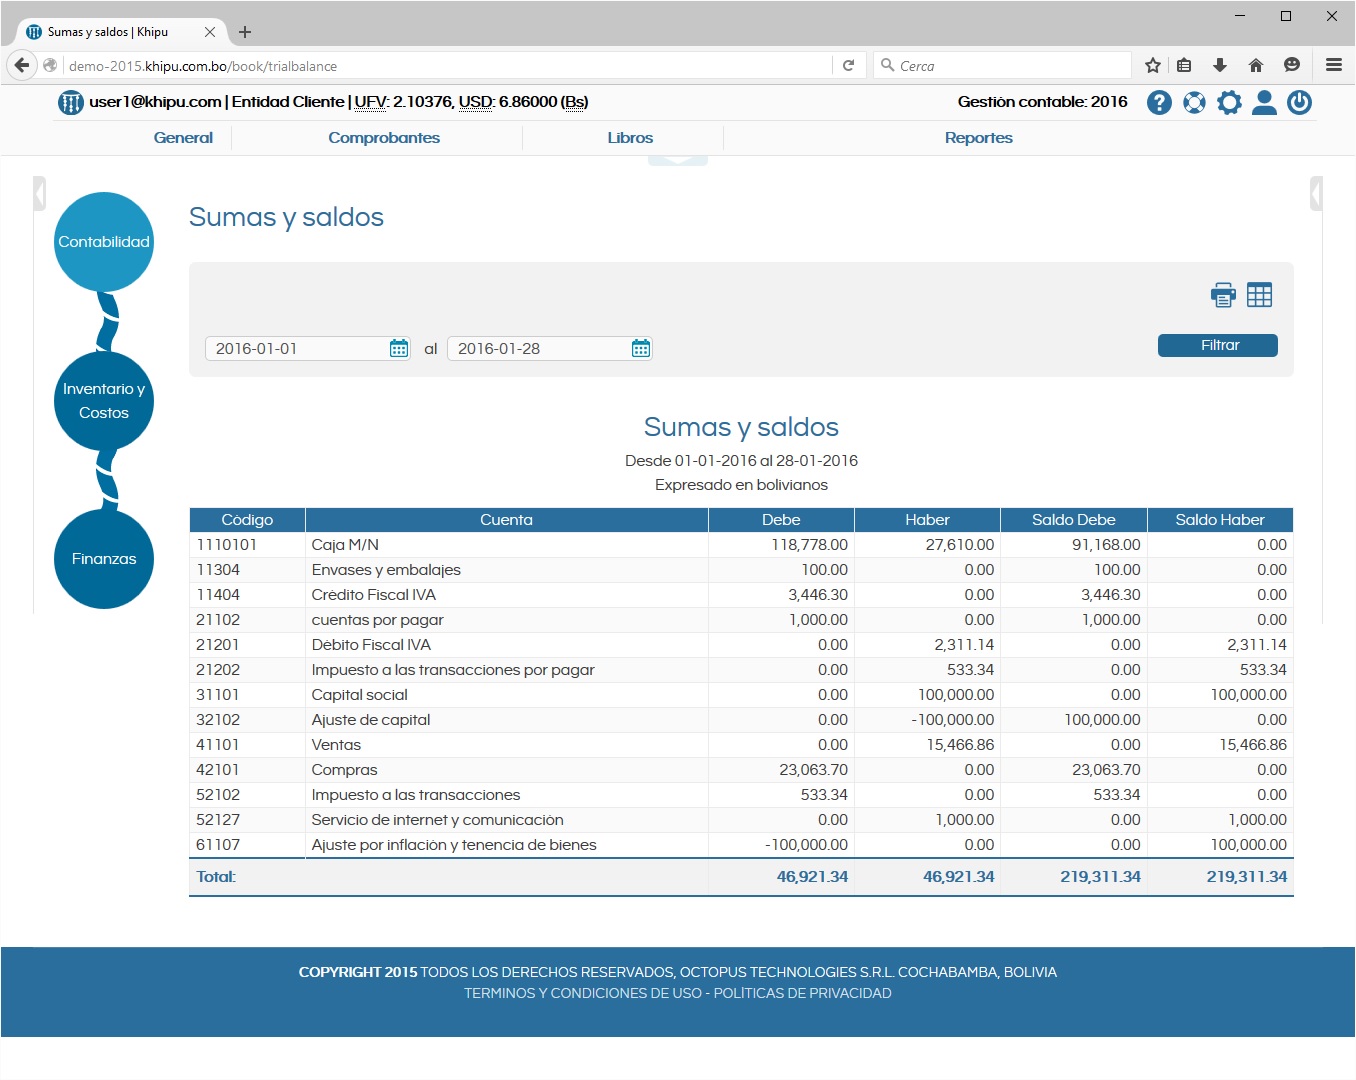 Sumas y saldos | Khipu
demo-2015.khipu.com.bo/book/trialbalance
Cerca
user1@khipu.com | Entidad Cliente | UFV: 2.10376, USD: 6.86000 (Bs)
Gestión contable: 2016
General Comprobantes Libros Reportes
Contabilidad
Inventario y
Costos
Finanzas
Sumas y saldos
2016-01-01 al 2016-01-28 Filtrar
Sumas y saldos
Desde 01-01-2016 al 28-01-2016
Expresado en bolivianos
Código Cuenta Debe Haber Saldo Debe Saldo Haber
1110101 Caja M/N 118,778.00 27,610.00 91,168.00 0.00
11304 Envases y embalajes 100.00 0.00 100.00 0.00
11404 Crédito Fiscal IVA 3,446.30 0.00 3,446.30 0.00
21102 cuentas por pagar 1,000.00 0.00 1,000.00 0.00
21201 Débito Fiscal IVA 0.00 2,311.14 0.00 2,311.14
21202 Impuesto a las transacciones por pagar 0.00 533.34 0.00 533.34
31101 Capital social 0.00 100,000.00 0.00 100,000.00
32102 Ajuste de capital 0.00 -100,000.00 100,000.00 0.00
41101 Ventas 0.00 15,466.86 0.00 15,466.86
42101 Compras 23,063.70 0.00 23,063.70 0.00
52102 Impuesto a las transacciones 533.34 0.00 533.34 0.00
52127 Servicio de internet y comunicación 0.00 1,000.00 0.00 1,000.00
61107 Ajuste por inflación y tenencia de bienes -100,000.00 0.00 0.00 100,000.00
Total: 46,921.34 46,921.34 219,311.34 219,311.34
COPYRIGHT 2015 TODOS LOS DERECHOS RESERVADOS, OCTOPUS TECHNOLOGIES S.R.L. COCHABAMBA, BOLIVIA
TERMINOS Y CONDICIONES DE USO - POLÍTICAS DE PRIVACIDAD